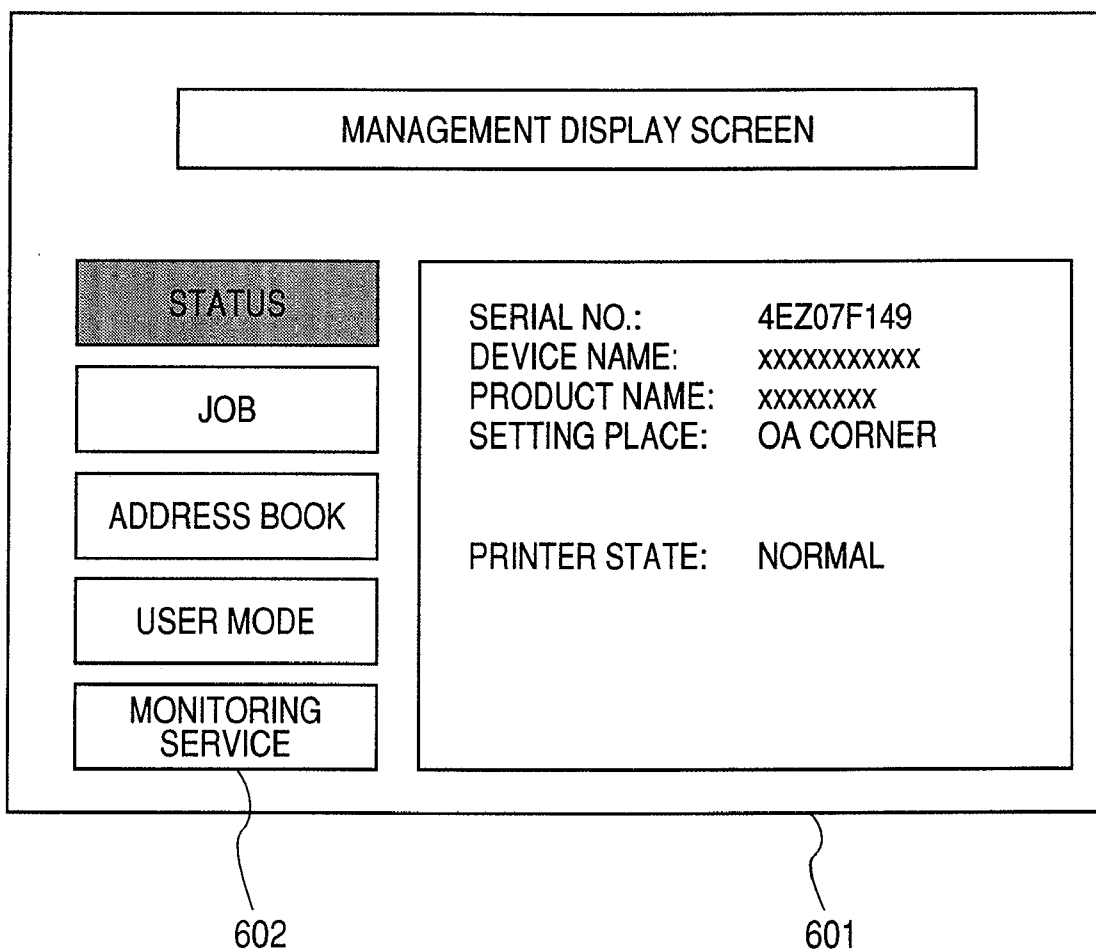 MANAGEMENT DISPLAY SCREEN
STATUS
JOB
ADDRESS BOOK
USER MODE
MONITORING
SERVICE
SERIAL NO.: 4EZ07F149
DEVICE NAME: xxxxxxxxxxx
PRODUCT NAME: xxxxxxxx
SETTING PLACE: OA CORNER
PRINTER STATE: NORMAL
602
601